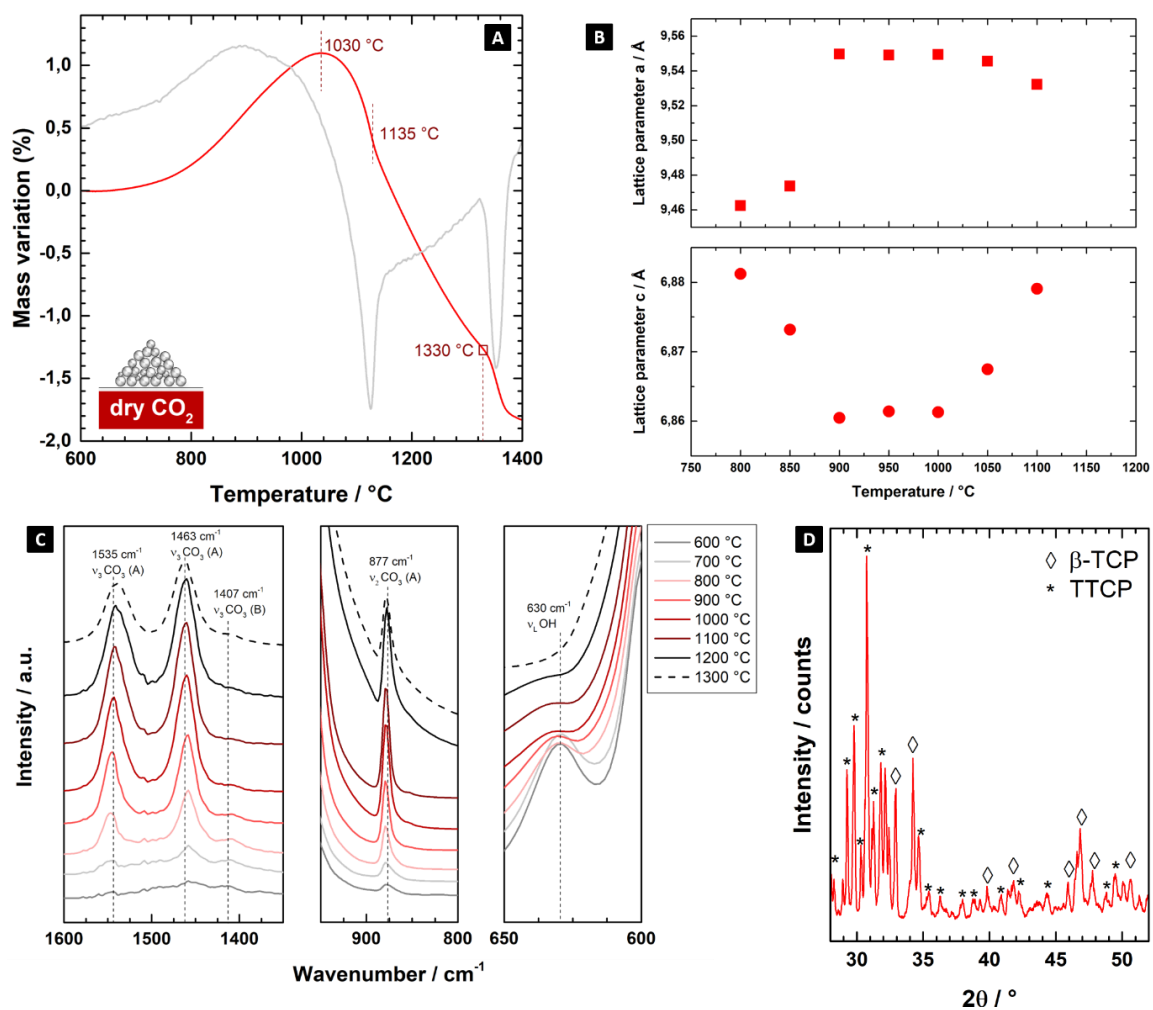 A
1030 °C
1135 °C
1330 °C
dry CO2
Mass variation (%)
1,0
0,5
0,0
-0,5
-1,0
-1,5
-2,0
600 800 1000 1200 1400
Temperature / °C
B
Lattice parameter a / Å
9,56
9,54
9,52
9,50
9,48
9,46
Lattice parameter c / Å
6,88
6,87
6,86
750 800 850 900 950 1000 1050 1100 1150 1200
Temperature / °C
C
1535 cm-1
ν3 CO3 (A)
1463 cm-1
ν3 CO3 (A)
1407 cm-1
ν3 CO3 (B)
877 cm-1
ν2 CO3 (A)
630 cm-1
νL OH
600 °C
700 °C
800 °C
900 °C
1000 °C
1100 °C
1200 °C
1300 °C
Intensity / a.u.
1600 1500 1400
900 800
650 600
Wavenumber / cm-1
D
◊ β-TCP
* TTCP
Intensity / counts
30 35 40 45 50
2θ / °